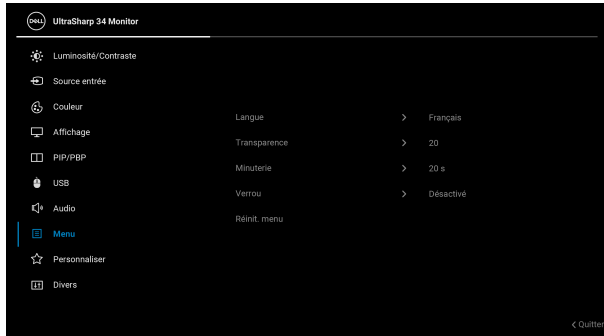 DELL UltraSharp 34 Monitor
Luminosité/Contraste
Source entrée
Couleur
Affichage
PIP/PBP
USB
Audio
Menu
Personnaliser
Divers
Langue > Français
Transparence > 20
Minuterie > 20 s
Verrou > Désactivé
Réinit. menu
< Quitter